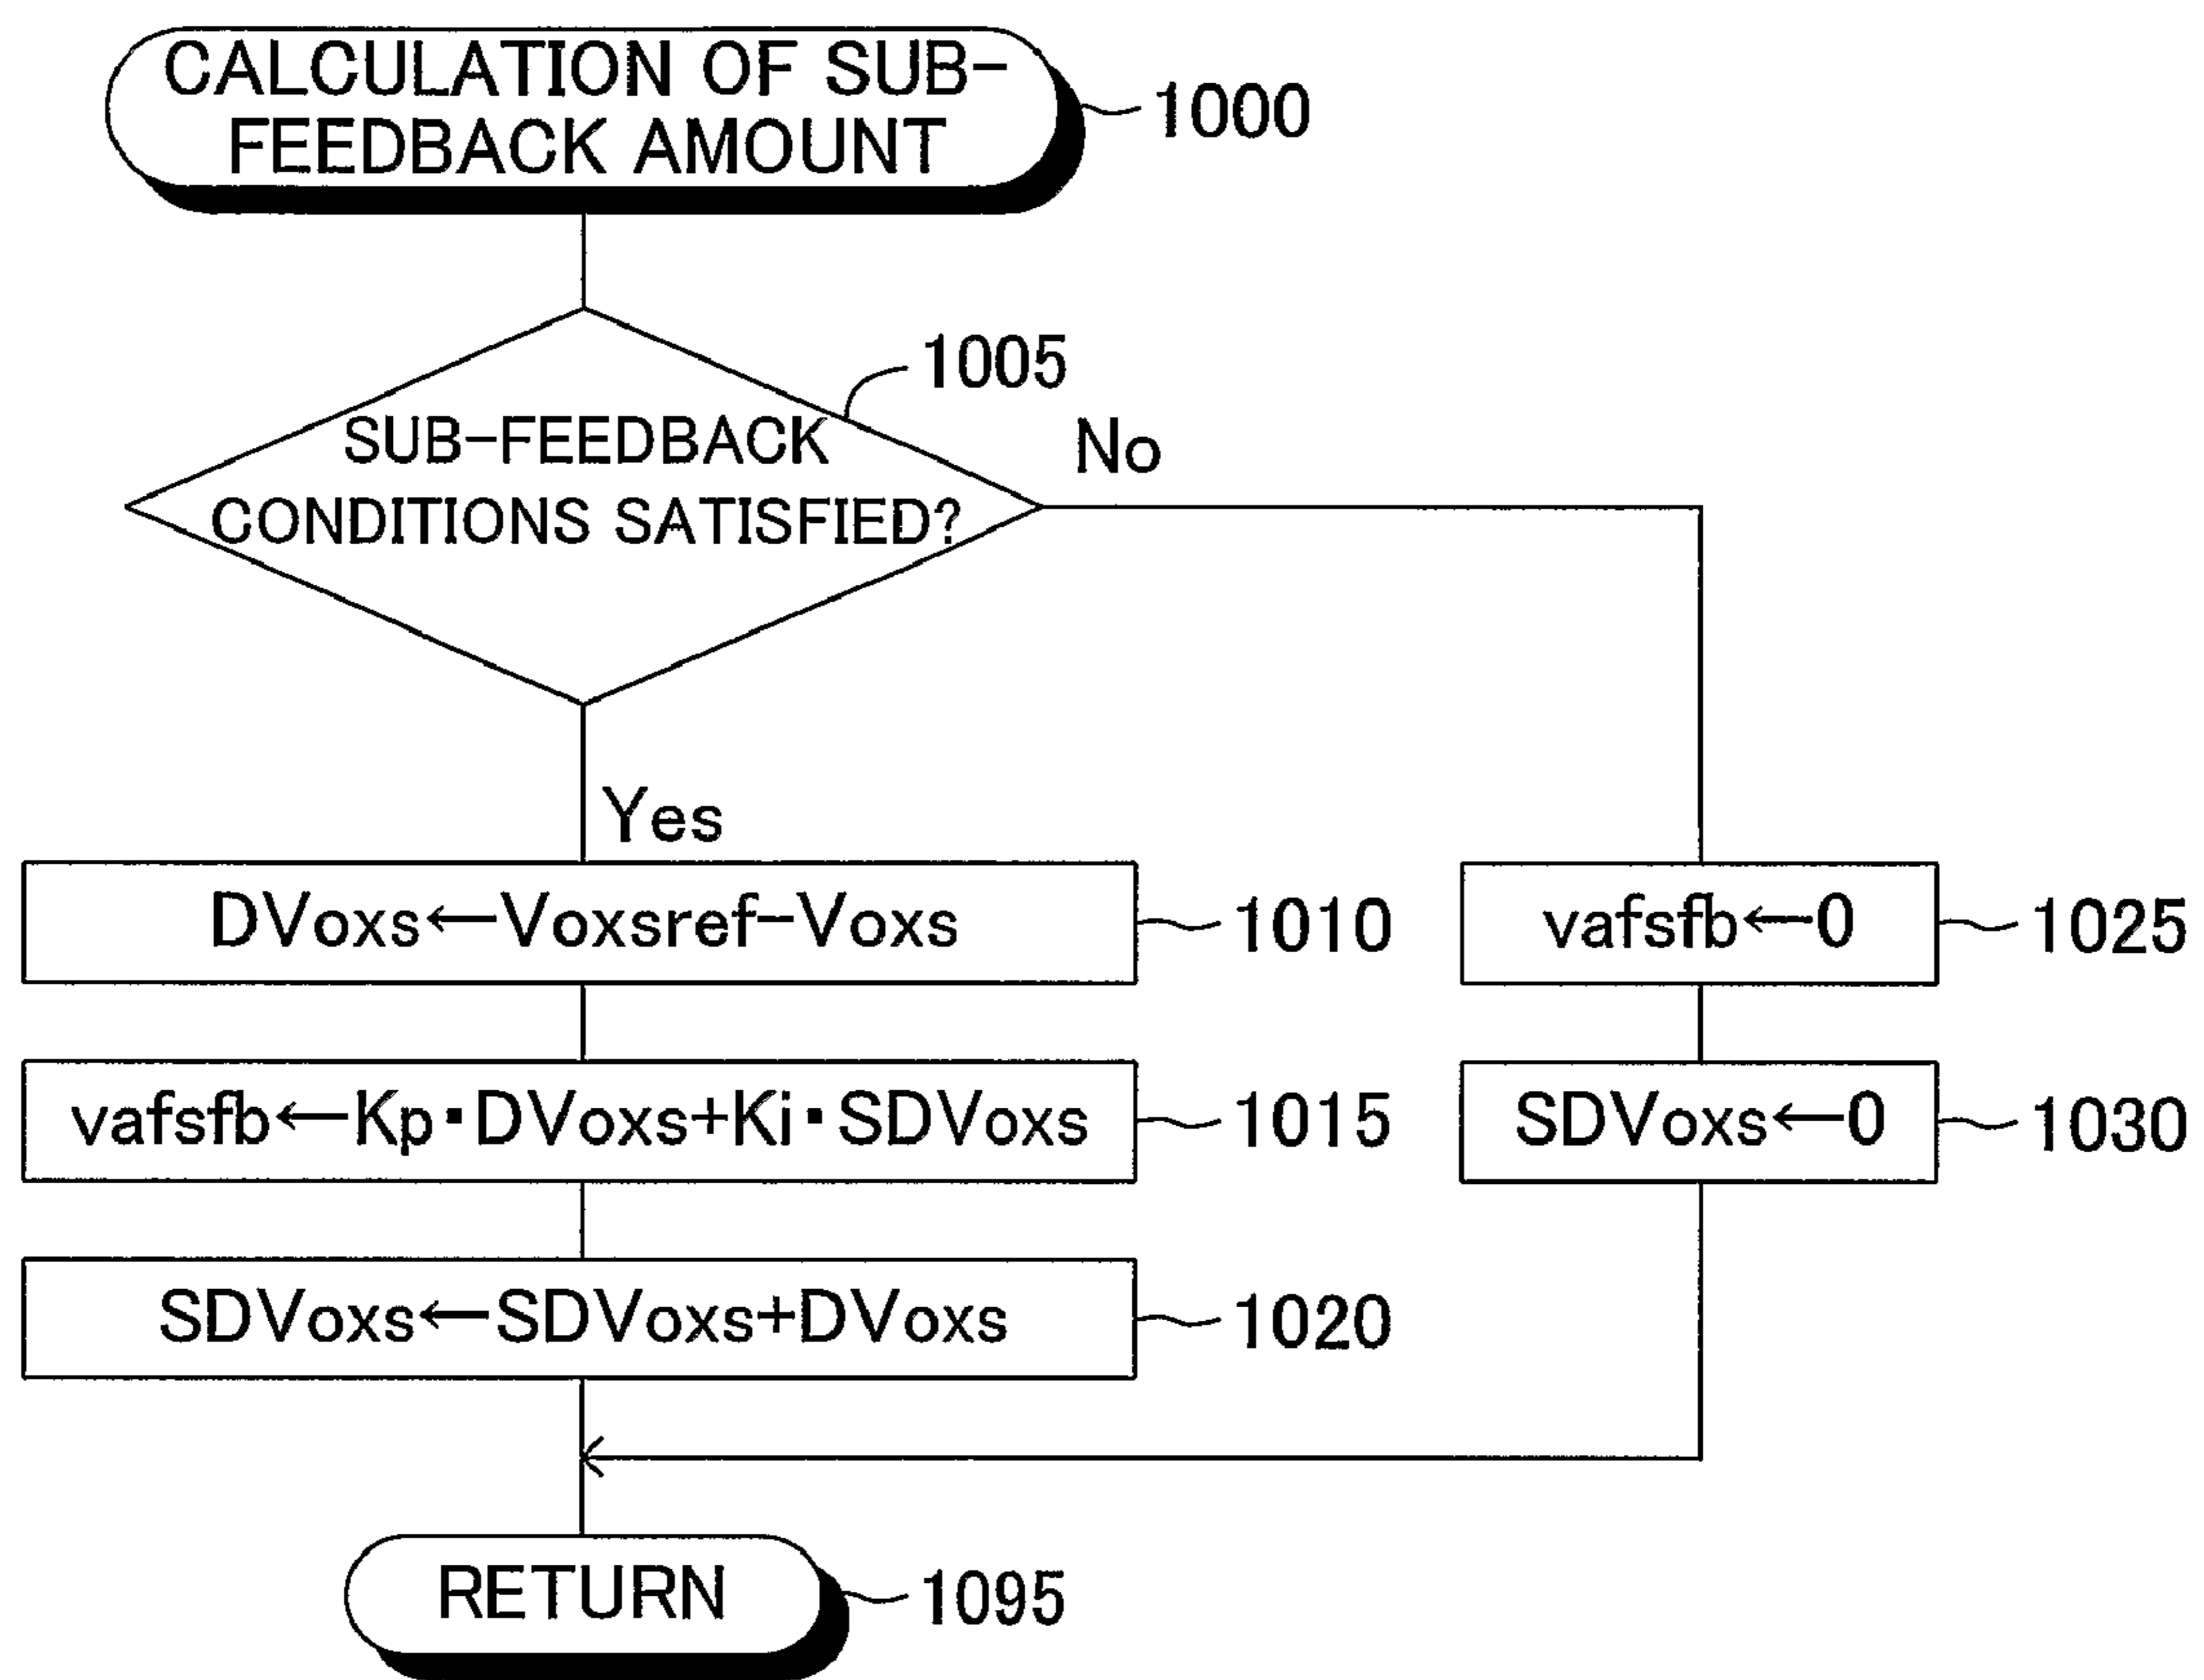 CALCULATION OF SUB-
FEEDBACK AMOUNT
1000
1005
SUB-FEEDBACK
CONDITIONS SATISFIED?
No
Yes
DVoxs←Voxsref-Voxs
1010
vafsfb←0
1025
vafsfb←Kp･DVoxs+Ki･SDVoxs
1015
SDVoxs←0
1030
SDVoxs←SDVoxs+DVoxs
1020
RETURN
1095